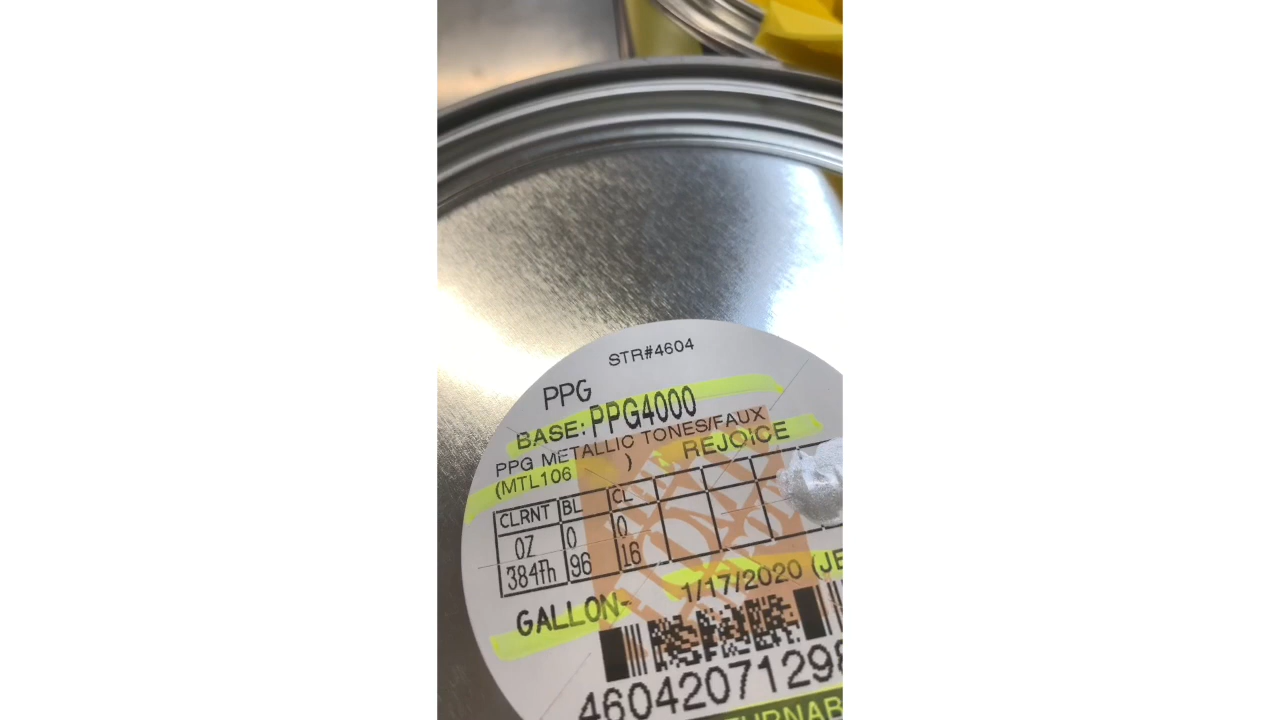 STR#4604
PPG
BASE: PPG4000
PPG METALLIC TONES/FAUX
(MTL106 ) REJOICE
CLRNT BL CL
OZ 0 0
384Th 96 16
GALLON- 1/17/2020 (JE
46042071298